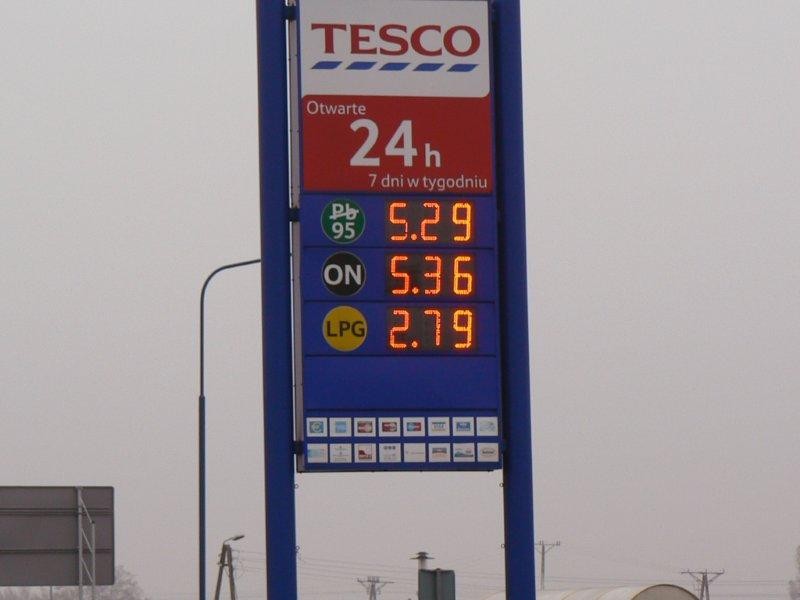 TESCO
Otwarte
24 h
7 dni w tygodniu
Pb 95 5.29
ON 5.36
LPG 2.79